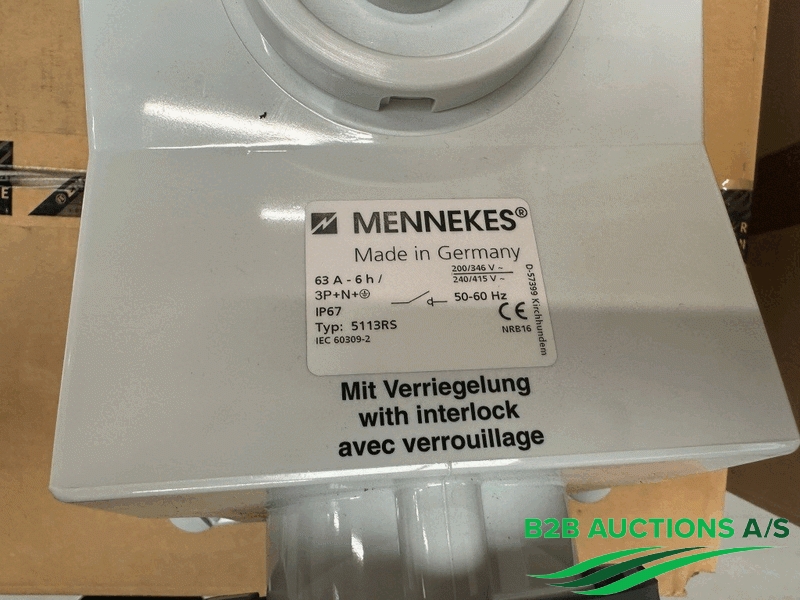 MENNEKES®
Made in Germany
63 A - 6 h / 200/346 V ~
240/415 V ~
3P+N+⏚ 50-60 Hz
IP67
Typ: 5113RS
IEC 60309-2
CE
NRB16
D-57399 Kirchhundem
Mit Verriegelung
with interlock
avec verrouillage
B2B AUCTIONS A/S